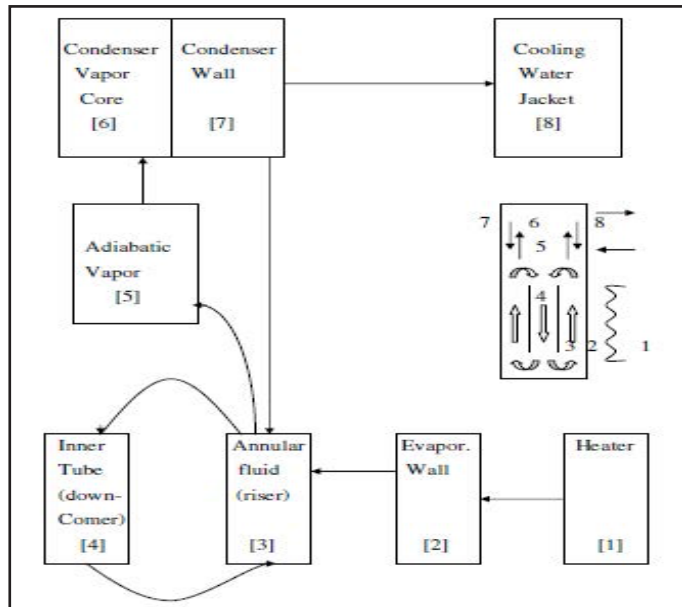 Condenser
Vapor
Core
[6]
Condenser
Wall
[7]
Cooling
Water
Jacket
[8]
Adiabatic
Vapor
[5]
7 6 8
5
4
3 2 1
Inner
Tube
(down-
Comer)
[4]
Annular
fluid
(riser)
[3]
Evapor.
Wall
[2]
Heater
[1]